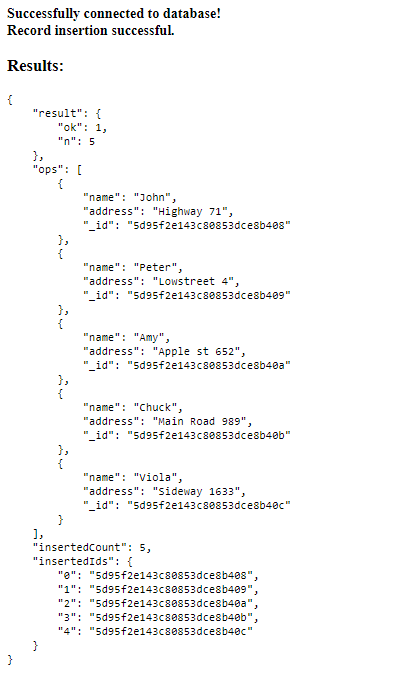 Successfully connected to database!
Record insertion successful.
Results:
{
    "result": {
        "ok": 1,
        "n": 5
    },
    "ops": [
        {
            "name": "John",
            "address": "Highway 71",
            "_id": "5d95f2e143c80853dce8b408"
        },
        {
            "name": "Peter",
            "address": "Lowstreet 4",
            "_id": "5d95f2e143c80853dce8b409"
        },
        {
            "name": "Amy",
            "address": "Apple st 652",
            "_id": "5d95f2e143c80853dce8b40a"
        },
        {
            "name": "Chuck",
            "address": "Main Road 989",
            "_id": "5d95f2e143c80853dce8b40b"
        },
        {
            "name": "Viola",
            "address": "Sideway 1633",
            "_id": "5d95f2e143c80853dce8b40c"
        }
    ],
    "insertedCount": 5,
    "insertedIds": {
        "0": "5d95f2e143c80853dce8b408",
        "1": "5d95f2e143c80853dce8b409",
        "2": "5d95f2e143c80853dce8b40a",
        "3": "5d95f2e143c80853dce8b40b",
        "4": "5d95f2e143c80853dce8b40c"
    }
}